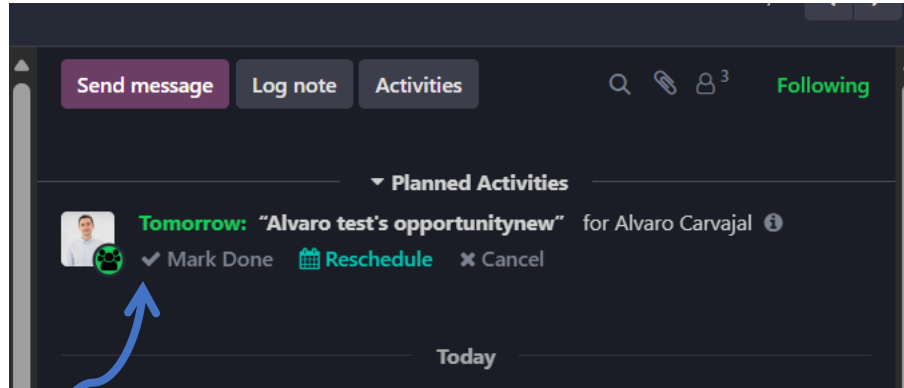 Send message Log note Activities 3 Following
Planned Activities
Tomorrow: “Alvaro test's opportunitynew” for Alvaro Carvajal
Mark Done Reschedule Cancel
Today